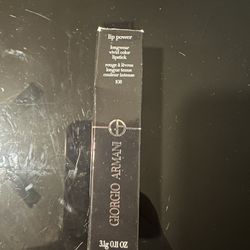 lip power
longwear
vivid color
lipstick
rouge à lèvres
longue tenue
couleur intense
108
GIORGIO ARMANI
3.1g 0.11 OZ